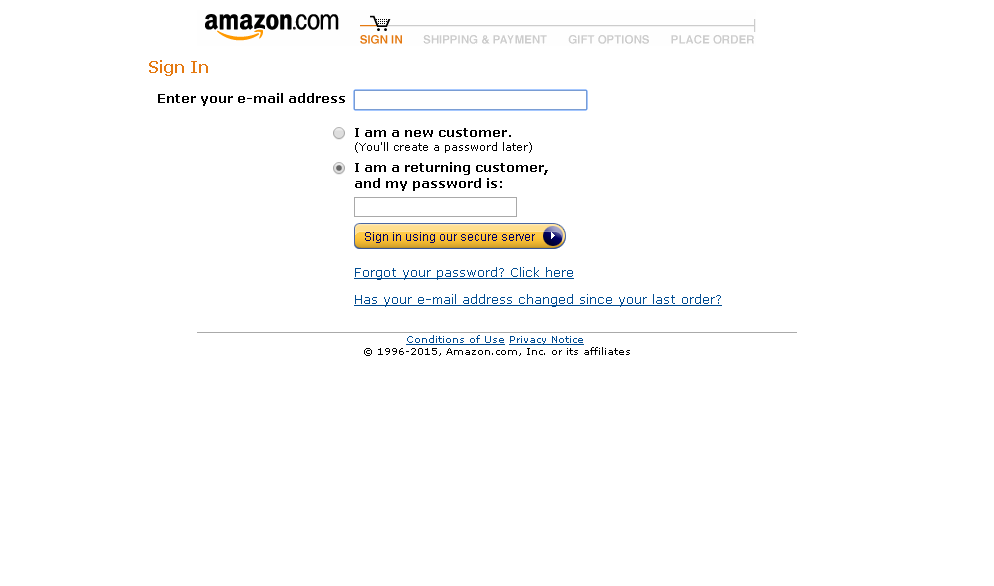 amazon.com
SIGN IN SHIPPING & PAYMENT GIFT OPTIONS PLACE ORDER
Sign In
Enter your e-mail address
I am a new customer.
(You'll create a password later)
I am a returning customer,
and my password is:
Sign in using our secure server
Forgot your password? Click here
Has your e-mail address changed since your last order?
Conditions of Use Privacy Notice
© 1996-2015, Amazon.com, Inc. or its affiliates